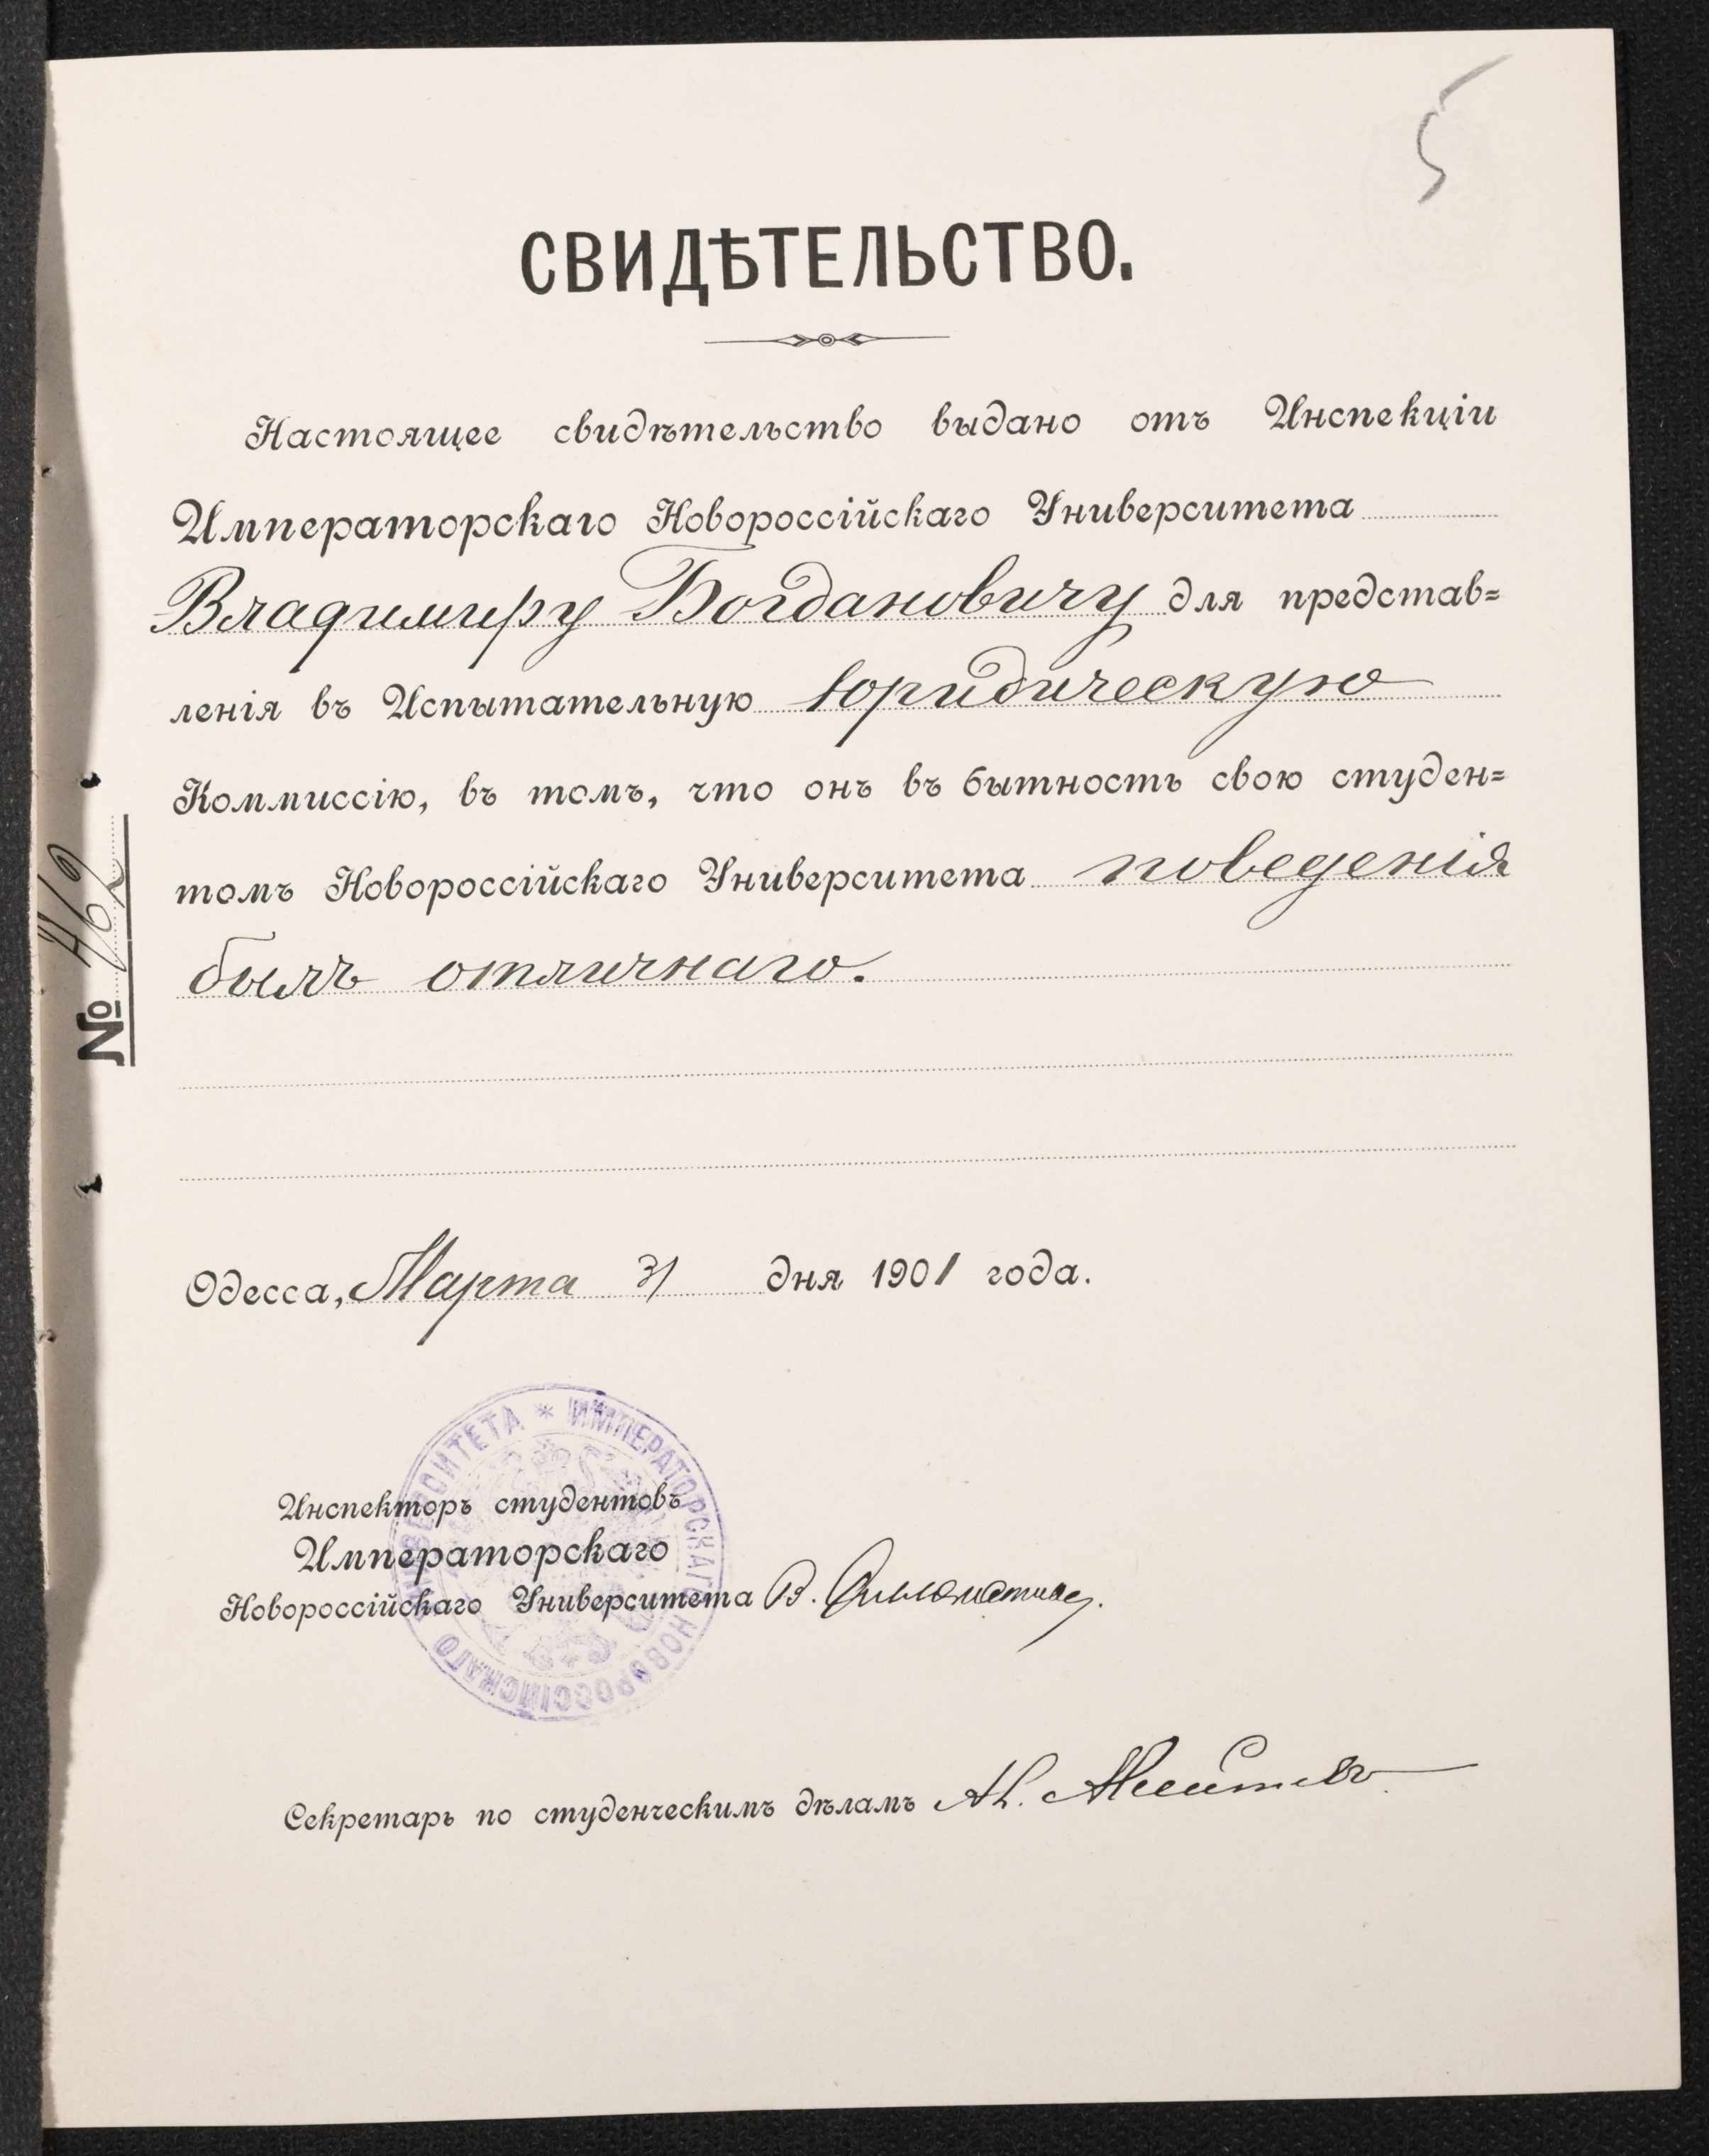 5
СВИДѢТЕЛЬСТВО.
Настоящее свидѣтельство выдано отъ Инспекціи
Императорскаго Новороссійскаго Университета
Владимиру Богдановичу для представ=
ленія въ Испытательную Юридическую
Коммиссію, въ томъ, что онъ въ бытность свою студен=
томъ Новороссійскаго Университета поведенія
былъ отличнаго.
№ 462
Одесса, Марта 31 дня 1901 года.
Инспекторъ студентовъ
Императорскаго
Новороссійскаго Университета В.
Секретарь по студенческимъ дѣламъ
* ИМПЕРАТОРСКАГО НОВОРОССІЙСКАГО УНИВЕРСИТЕТА